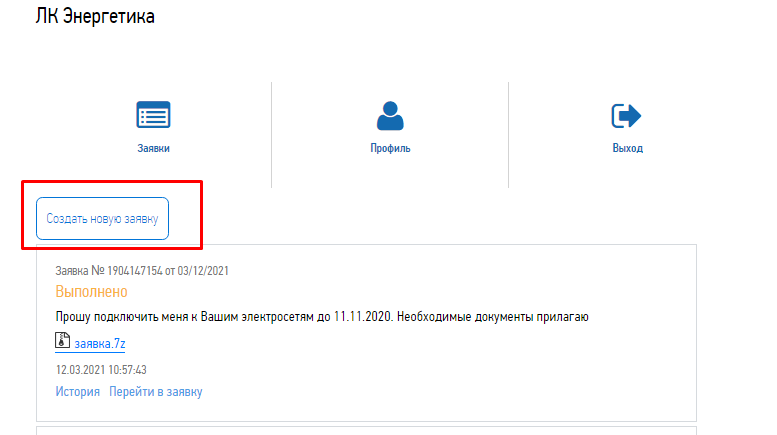 ЛК Энергетика
Заявки
Профиль
Выход
Создать новую заявку
Заявка № 1904147154 от 03/12/2021
Выполнено
Прошу подключить меня к Вашим электросетям до 11.11.2020. Необходимые документы прилагаю
заявка.7z
12.03.2021 10:57:43
История Перейти в заявку